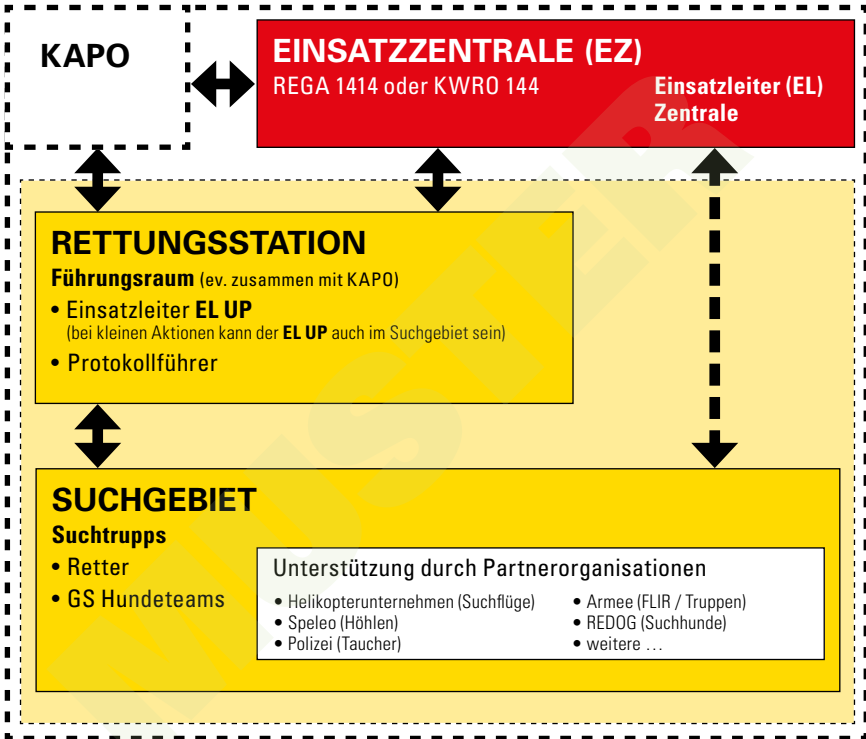 KAPO
EINSATZZENTRALE (EZ)
REGA 1414 oder KWRO 144
Einsatzleiter (EL)
Zentrale
RETTUNGSSTATION
Führungsraum (ev. zusammen mit KAPO)
• Einsatzleiter EL UP
(bei kleinen Aktionen kann der EL UP auch im Suchgebiet sein)
• Protokollführer
SUCHGEBIET
Suchtrupps
• Retter
• GS Hundeteams
Unterstützung durch Partnerorganisationen
• Helikopterunternehmen (Suchflüge)
• Speleo (Höhlen)
• Polizei (Taucher)
• Armee (FLIR / Truppen)
• REDOG (Suchhunde)
• weitere …
MUSTER